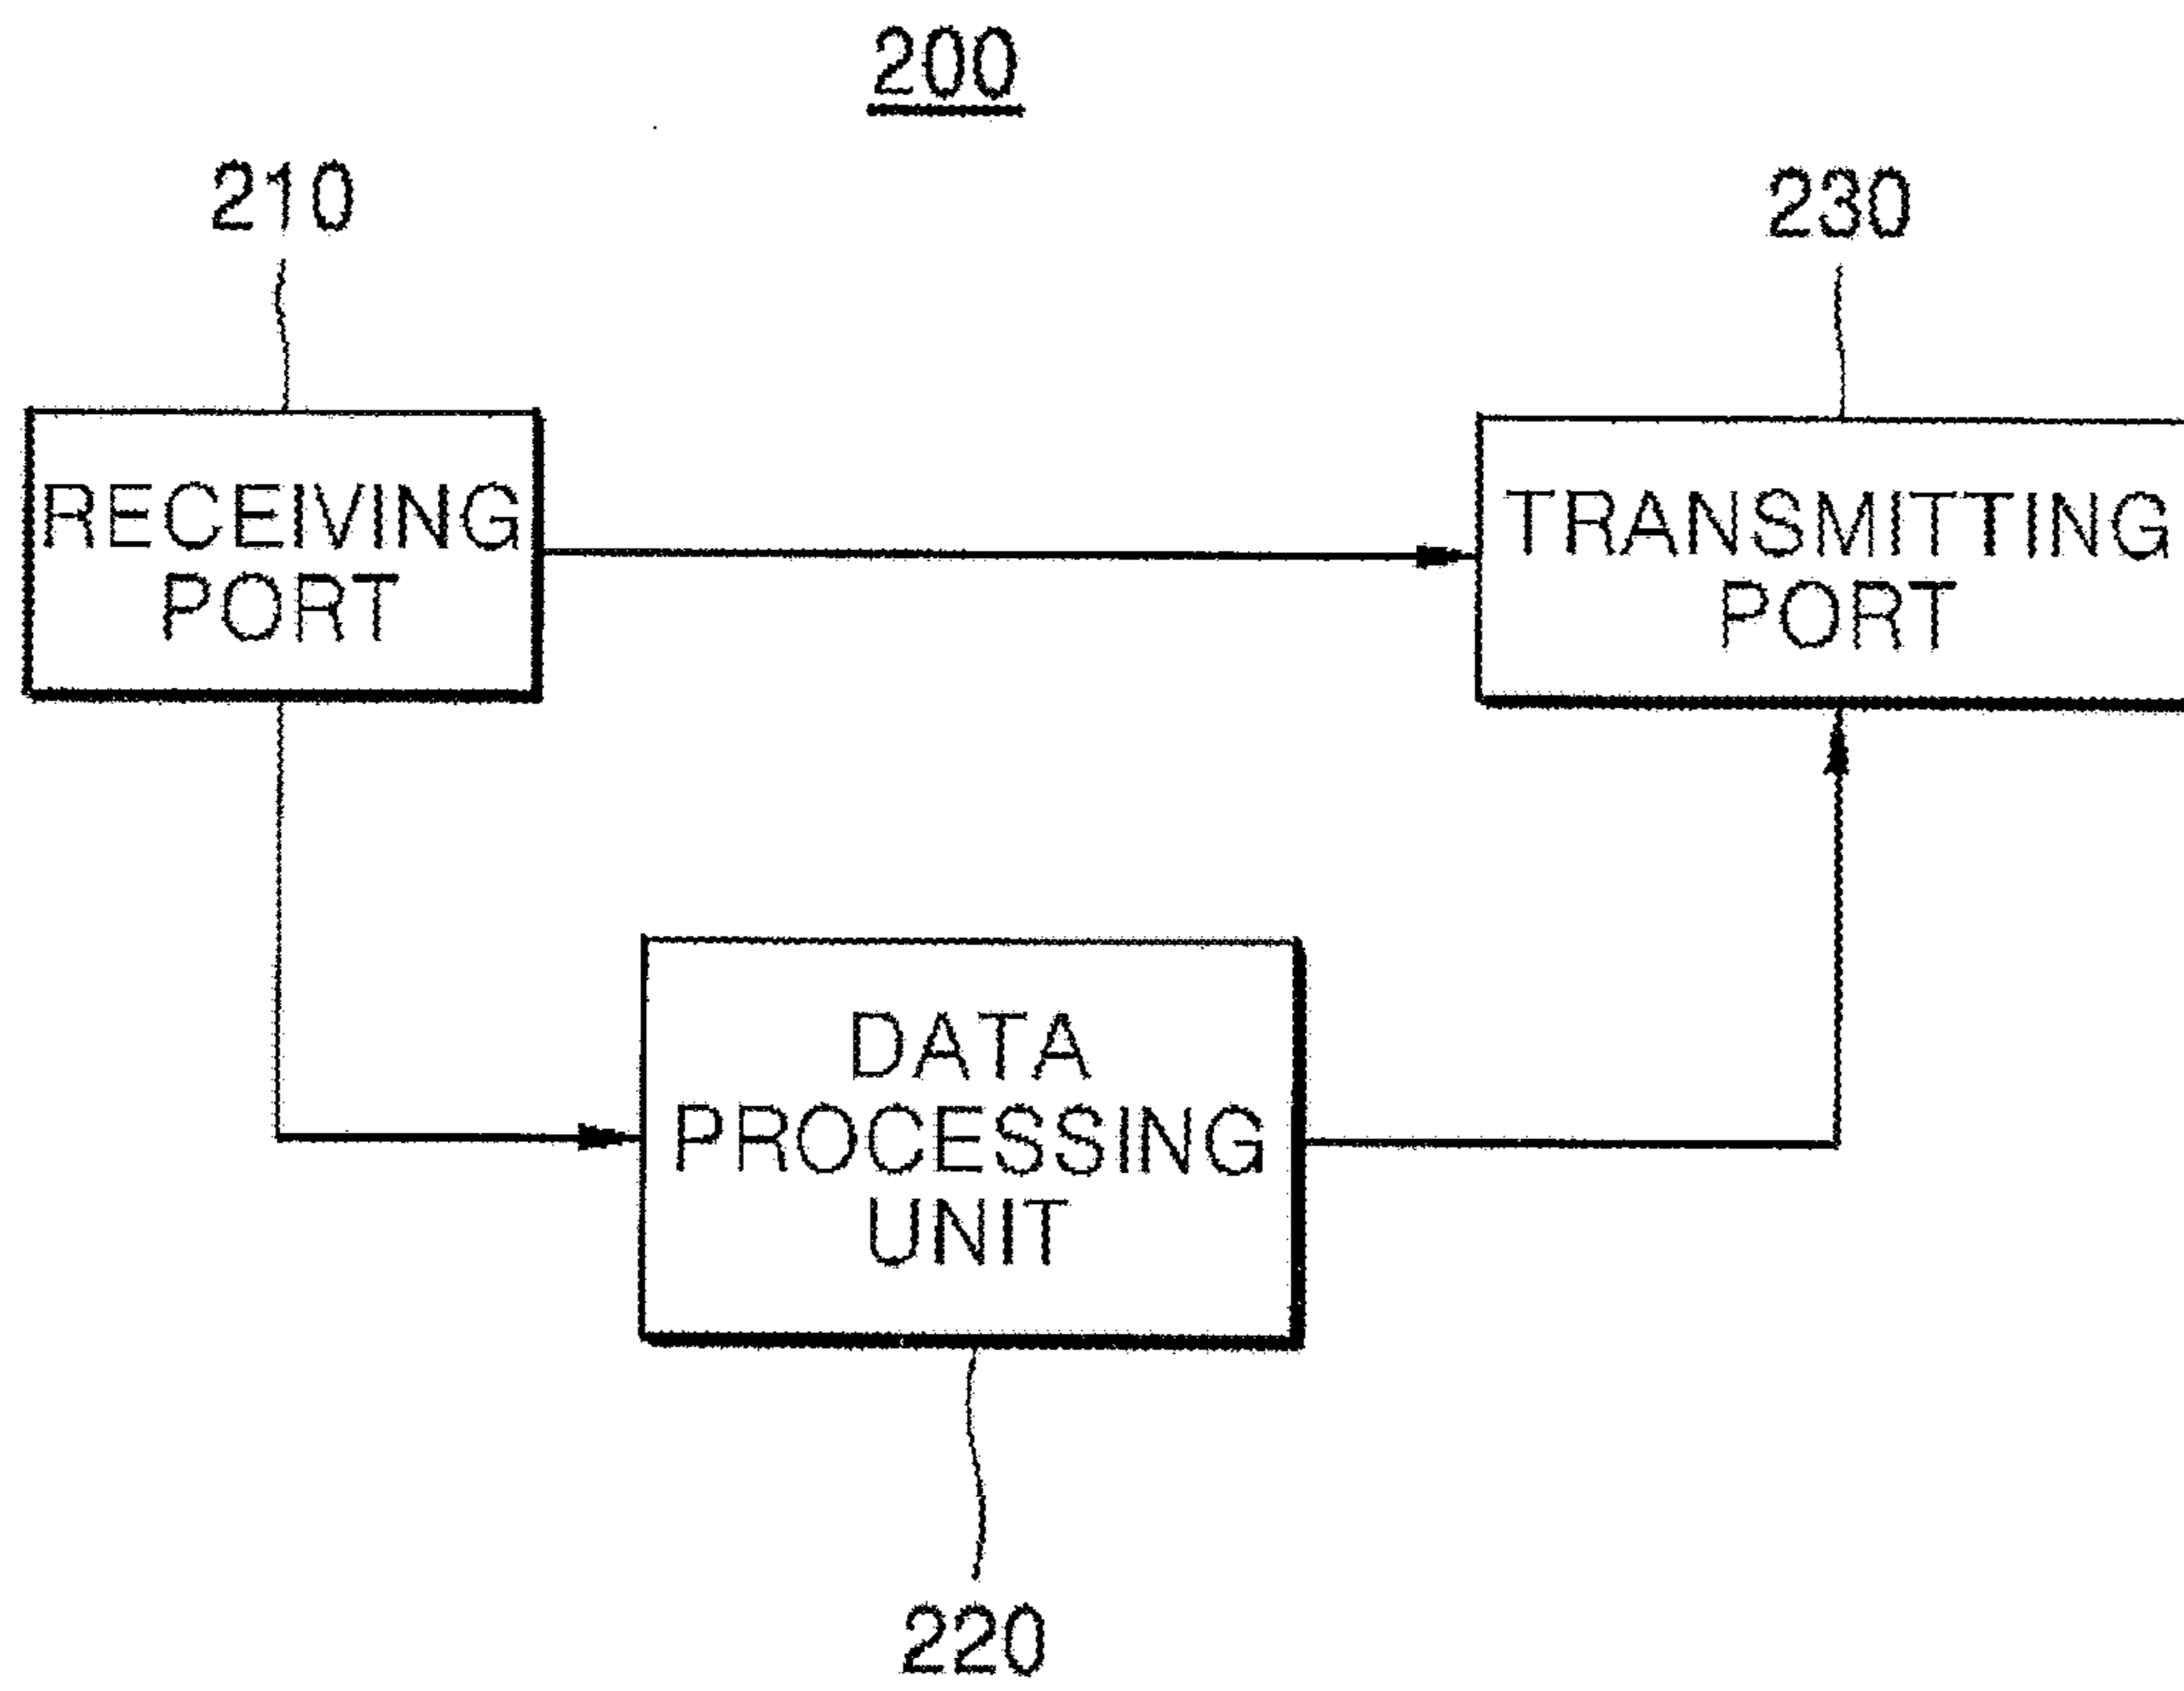 200
210
230
RECEIVING
PORT
TRANSMITTING
PORT
DATA
PROCESSING
UNIT
220